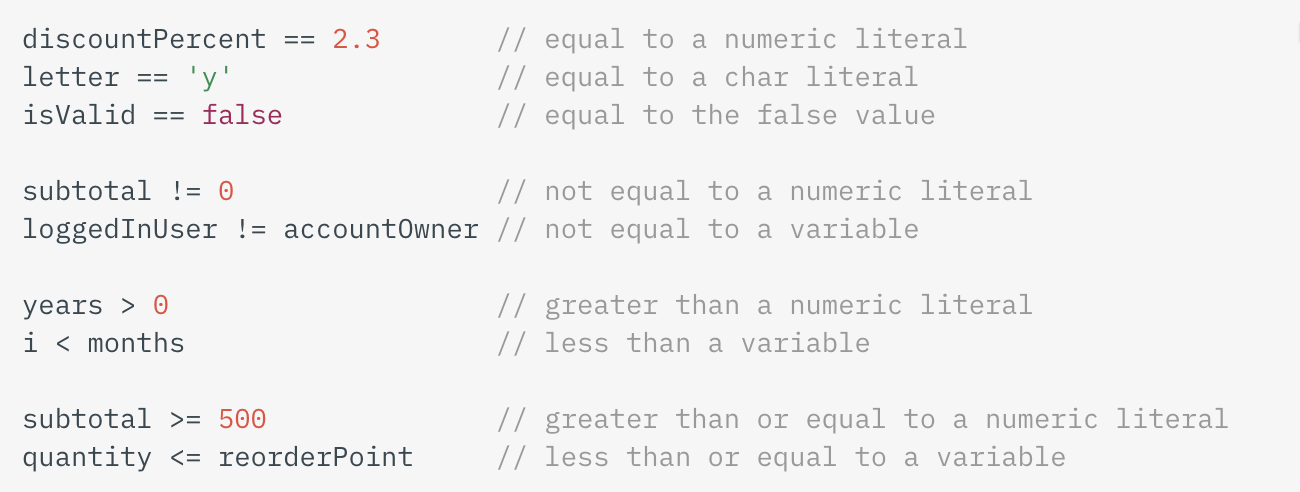 discountPercent == 2.3 // equal to a numeric literal
letter == 'y' // equal to a char literal
isValid == false // equal to the false value
subtotal != 0 // not equal to a numeric literal
loggedInUser != accountOwner // not equal to a variable
years > 0 // greater than a numeric literal
i < months // less than a variable
subtotal >= 500 // greater than or equal to a numeric literal
quantity <= reorderPoint // less than or equal to a variable